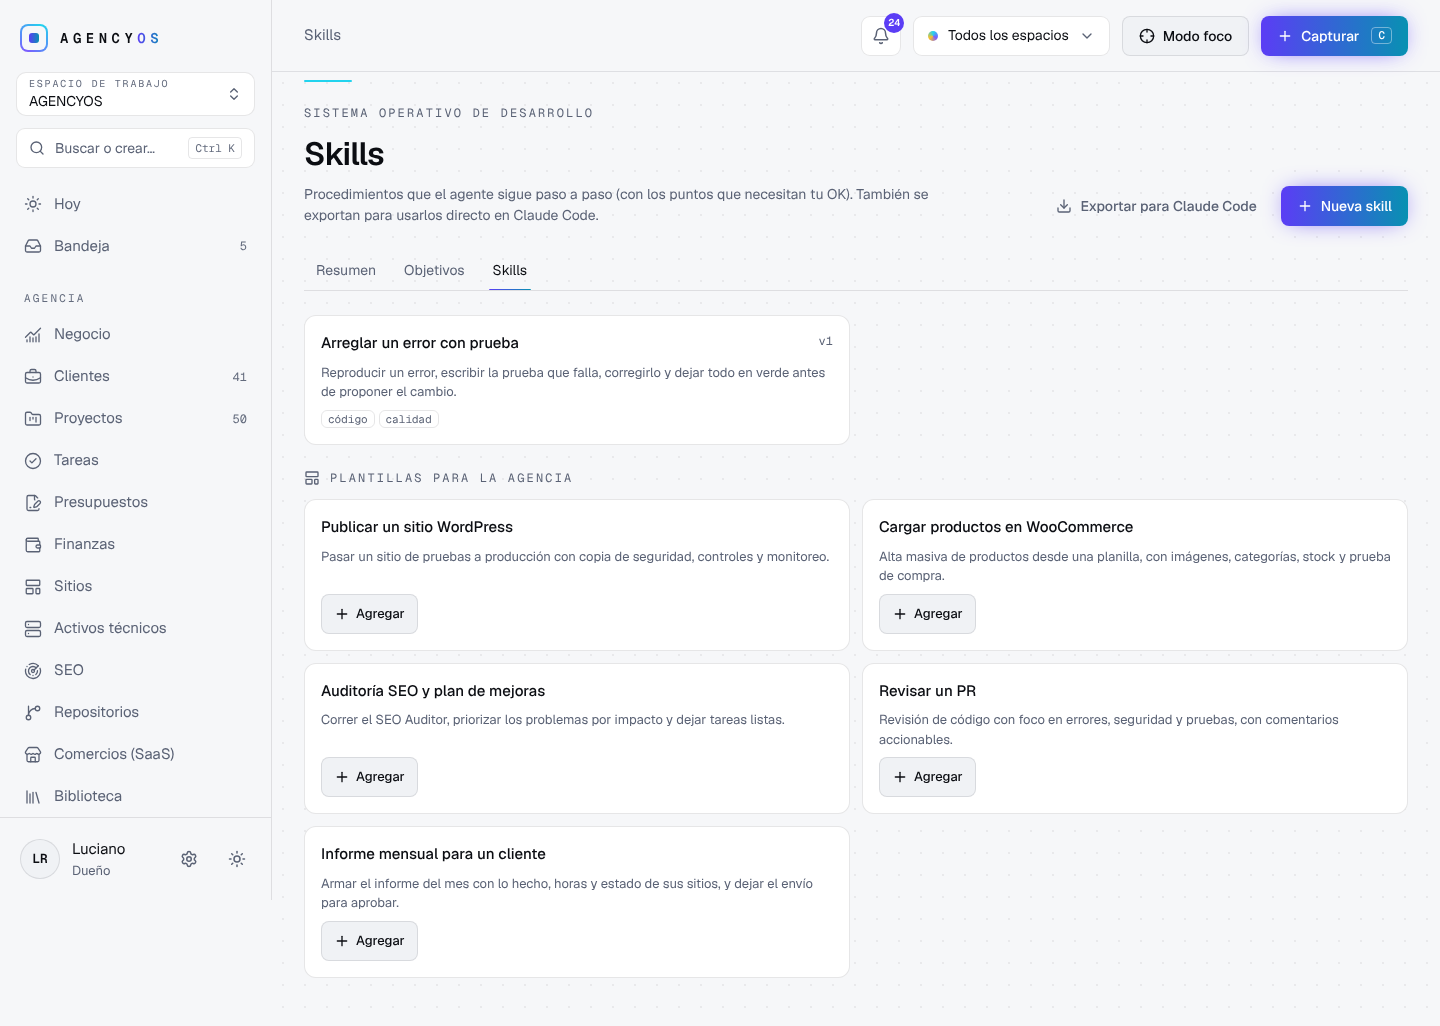 AGENCYOS
ESPACIO DE TRABAJO
AGENCYOS
Buscar o crear...
Ctrl K
Hoy
Bandeja
5
AGENCIA
Negocio
Clientes
41
Proyectos
50
Tareas
Presupuestos
Finanzas
Sitios
Activos técnicos
SEO
Repositorios
Comercios (SaaS)
Biblioteca
LR
Luciano
Dueño
Skills
24
Todos los espacios
Modo foco
Capturar
C
SISTEMA OPERATIVO DE DESARROLLO
Skills
Procedimientos que el agente sigue paso a paso (con los puntos que necesitan tu OK). También se
exportan para usarlos directo en Claude Code.
Exportar para Claude Code
Nueva skill
Resumen
Objetivos
Skills
Arreglar un error con prueba
v1
Reproducir un error, escribir la prueba que falla, corregirlo y dejar todo en verde antes
de proponer el cambio.
código
calidad
PLANTILLAS PARA LA AGENCIA
Publicar un sitio WordPress
Pasar un sitio de pruebas a producción con copia de seguridad, controles y monitoreo.
Agregar
Cargar productos en WooCommerce
Alta masiva de productos desde una planilla, con imágenes, categorías, stock y prueba
de compra.
Agregar
Auditoría SEO y plan de mejoras
Correr el SEO Auditor, priorizar los problemas por impacto y dejar tareas listas.
Agregar
Revisar un PR
Revisión de código con foco en errores, seguridad y pruebas, con comentarios
accionables.
Agregar
Informe mensual para un cliente
Armar el informe del mes con lo hecho, horas y estado de sus sitios, y dejar el envío
para aprobar.
Agregar